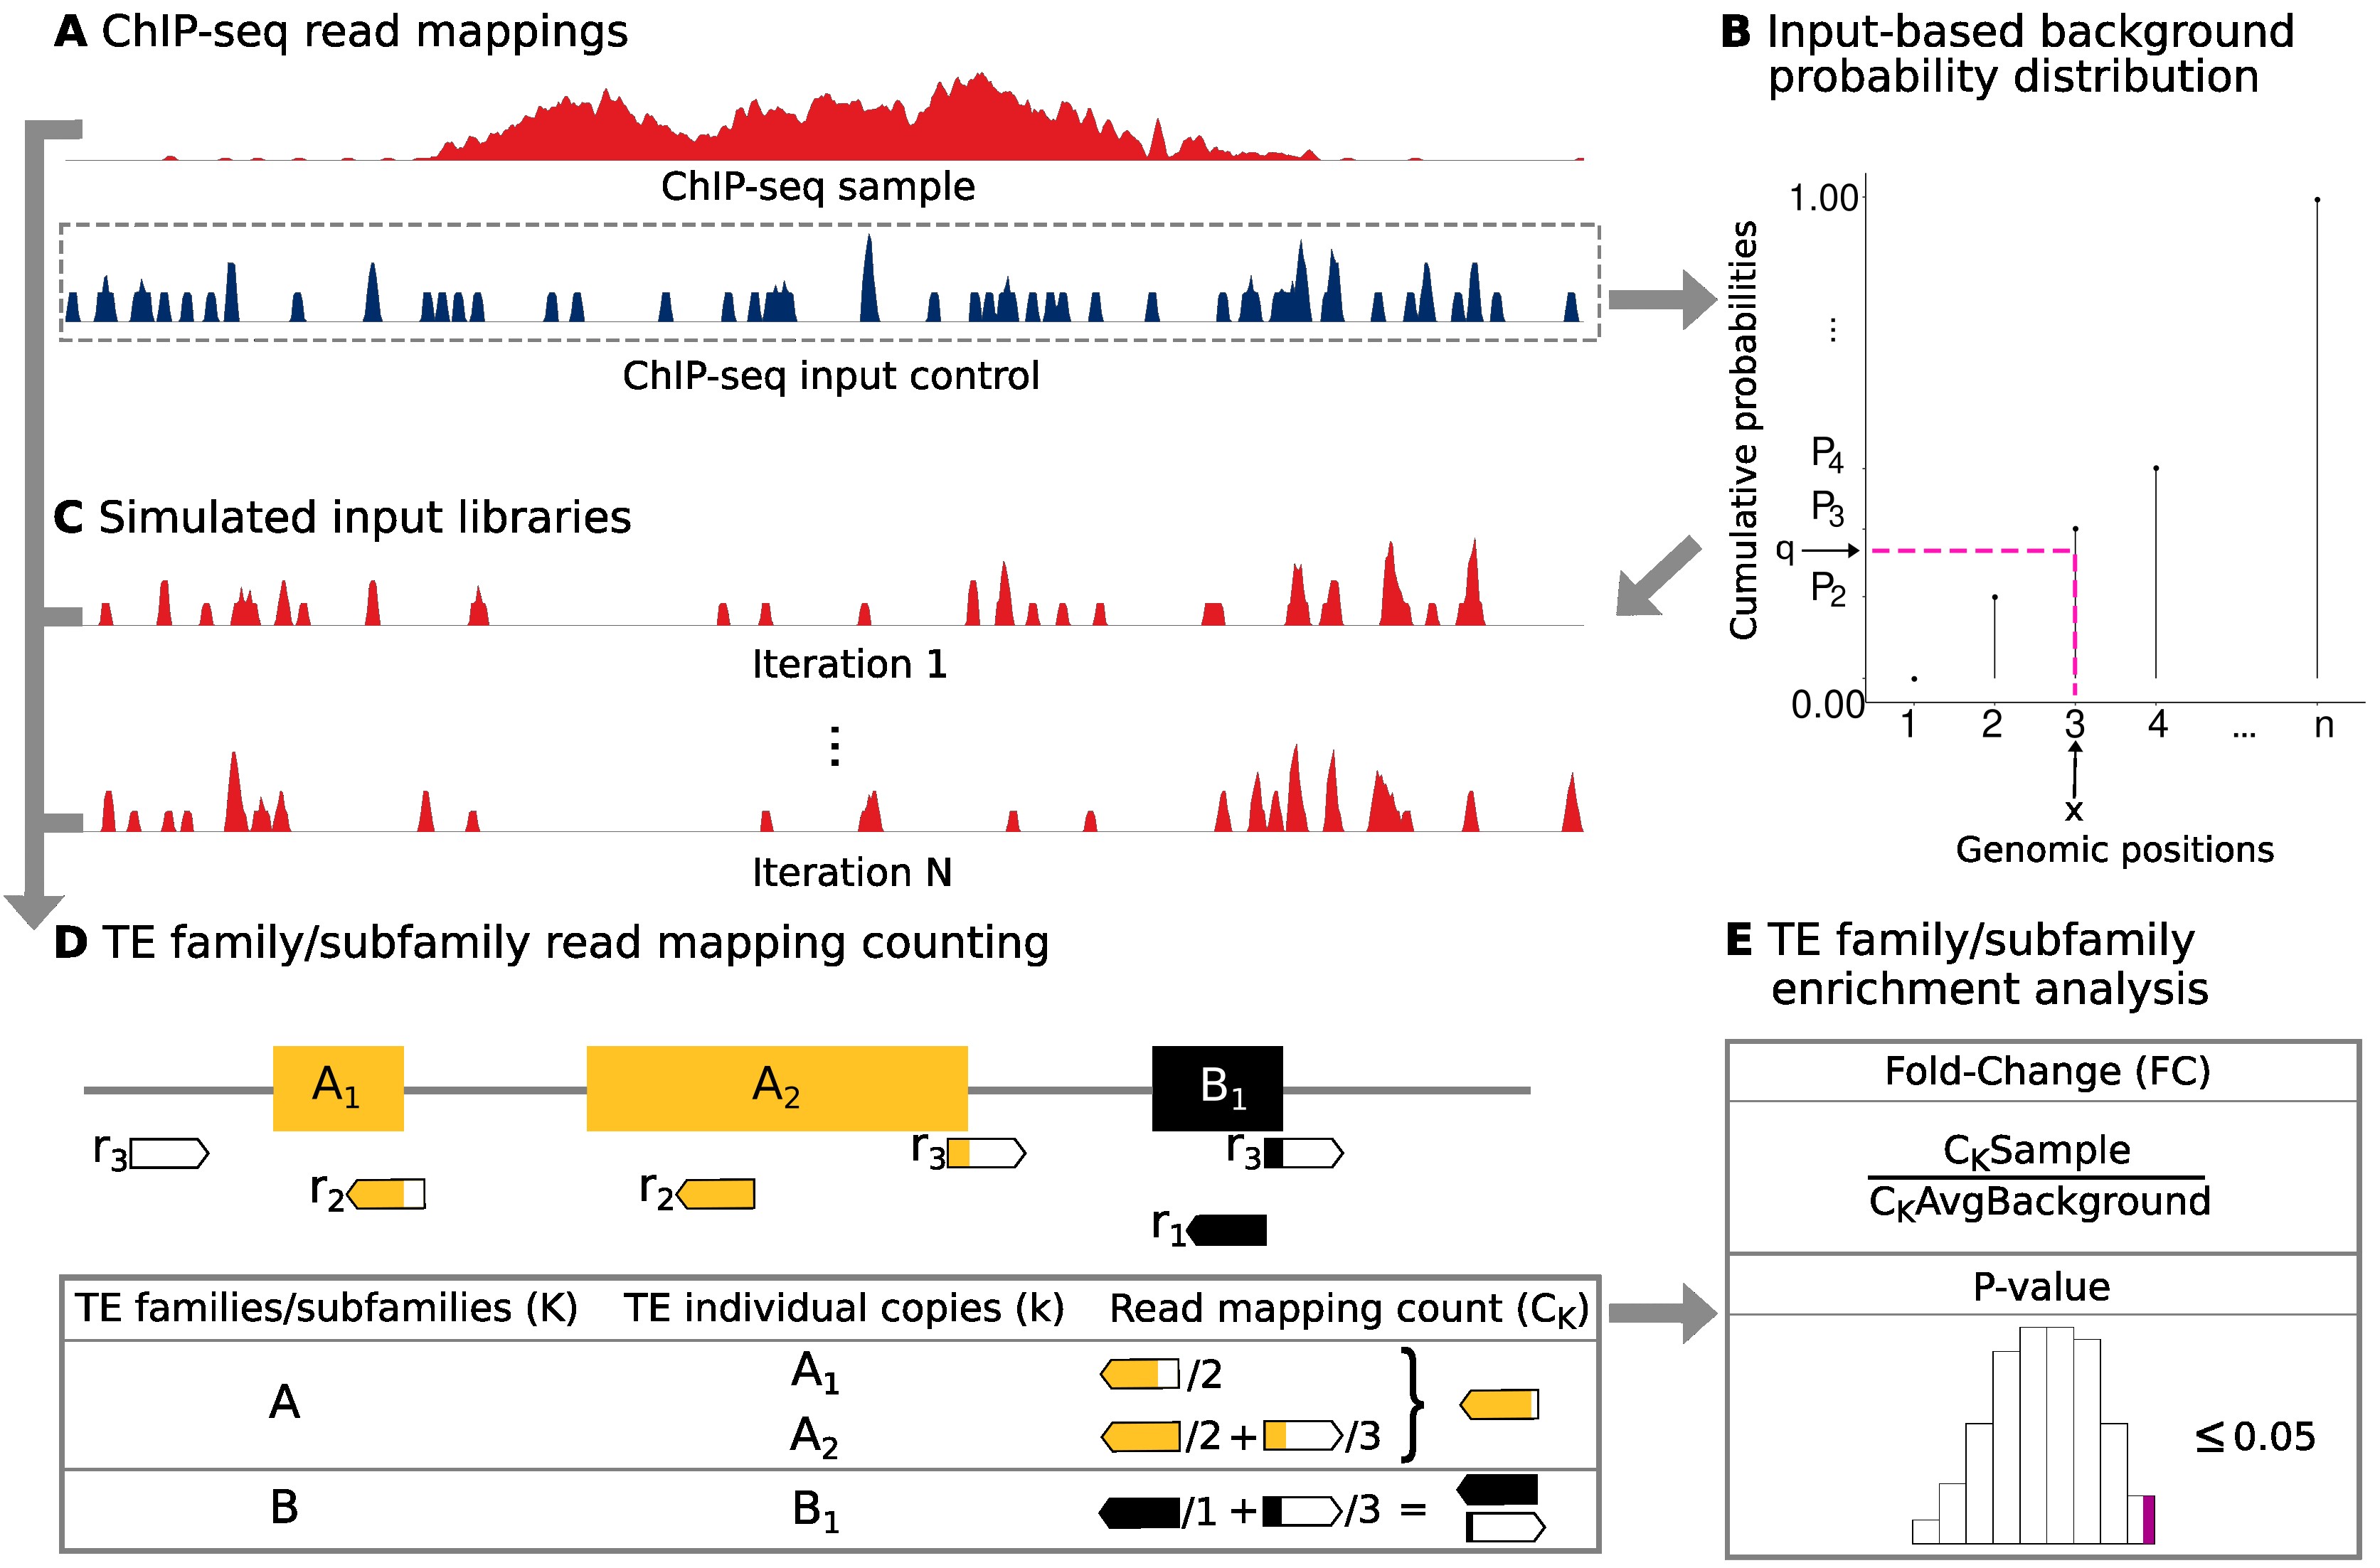 A ChIP-seq read mappings
ChIP-seq sample
ChIP-seq input control
B Input-based background
probability distribution
Cumulative probabilities
1.00
⋮
P4
P3
q
P2
0.00
1 2 3 4 ... n
x
Genomic positions
C Simulated input libraries
Iteration 1
⋮
Iteration N
D TE family/subfamily read mapping counting
A1 A2 B1
r3 r3 r3
r2 r2
r1
TE families/subfamilies (K) TE individual copies (k) Read mapping count (CK)
A
A1 /2
A2 /2 + /3 }
B B1 /1 + /3 =
E TE family/subfamily
enrichment analysis
Fold-Change (FC)
CKSample
CKAvgBackground
P-value
≤ 0.05